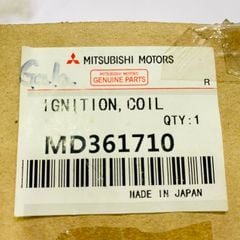 MITSUBISHI MOTORS
MITSUBISHI MOTORS
GENUINE PARTS
R
IGNITION,COIL
QTY:1
MD361710
MADE IN JAPAN